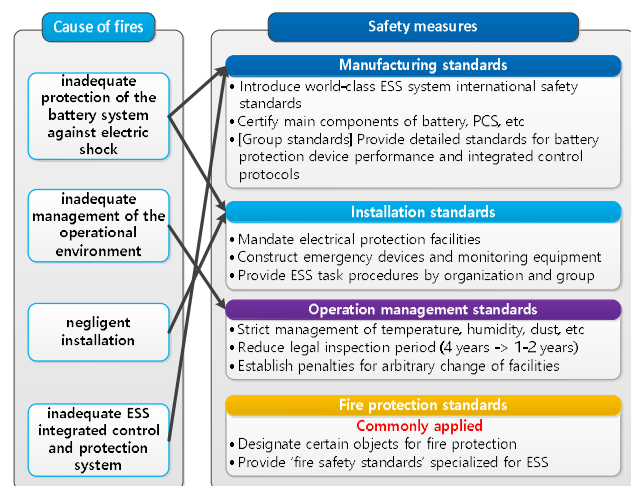 Cause of fires
inadequate
protection of the
battery system
against electric
shock
inadequate
management of the
operational
environment
negligent
installation
inadequate ESS
integrated control
and protection
system
Safety measures
Manufacturing standards
• Introduce world-class ESS system international safety
standards
• Certify main components of battery, PCS, etc
• [Group standards] Provide detailed standards for battery
protection device performance and integrated control
protocols
Installation standards
• Mandate electrical protection facilities
• Construct emergency devices and monitoring equipment
• Provide ESS task procedures by organization and group
Operation management standards
• Strict management of temperature, humidity, dust, etc
• Reduce legal inspection period (4 years -> 1-2 years)
• Establish penalties for arbitrary change of facilities
Fire protection standards
Commonly applied
• Designate certain objects for fire protection
• Provide 'fire safety standards' specialized for ESS